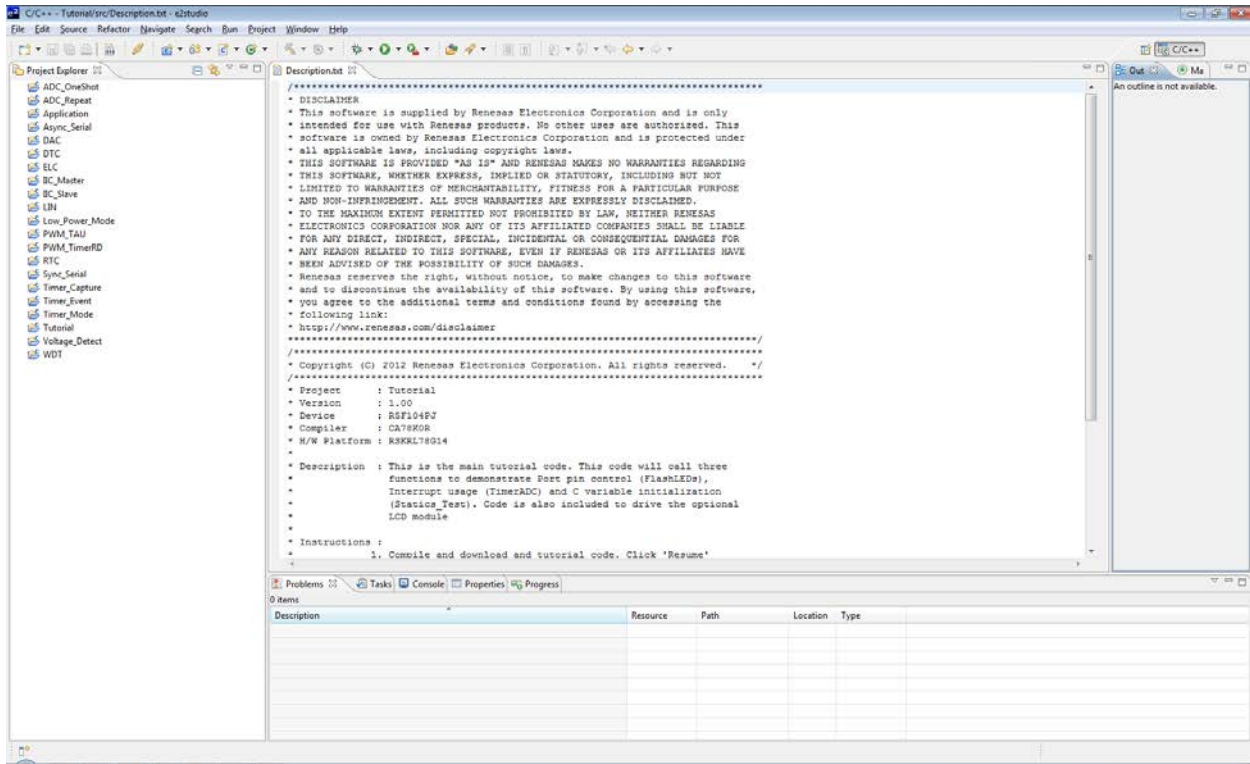 C/C++ - Tutorial/src/Description.txt - e2studio
File Edit Source Refactor Navigate Search Run Project Window Help
C/C++
Project Explorer
ADC_OneShot
ADC_Repeat
Application
Async_Serial
DAC
DTC
ELC
IIC_Master
IIC_Slave
LIN
Low_Power_Mode
PWM_TAU
PWM_TimerRD
RTC
Sync_Serial
Timer_Capture
Timer_Event
Timer_Mode
Tutorial
Voltage_Detect
WDT
Description.txt
/*******************************************************************************
* DISCLAIMER
* This software is supplied by Renesas Electronics Corporation and is only
* intended for use with Renesas products. No other uses are authorized. This
* software is owned by Renesas Electronics Corporation and is protected under
* all applicable laws, including copyright laws.
* THIS SOFTWARE IS PROVIDED "AS IS" AND RENESAS MAKES NO WARRANTIES REGARDING
* THIS SOFTWARE, WHETHER EXPRESS, IMPLIED OR STATUTORY, INCLUDING BUT NOT
* LIMITED TO WARRANTIES OF MERCHANTABILITY, FITNESS FOR A PARTICULAR PURPOSE
* AND NON-INFRINGEMENT. ALL SUCH WARRANTIES ARE EXPRESSLY DISCLAIMED.
* TO THE MAXIMUM EXTENT PERMITTED NOT PROHIBITED BY LAW, NEITHER RENESAS
* ELECTRONICS CORPORATION NOR ANY OF ITS AFFILIATED COMPANIES SHALL BE LIABLE
* FOR ANY DIRECT, INDIRECT, SPECIAL, INCIDENTAL OR CONSEQUENTIAL DAMAGES FOR
* ANY REASON RELATED TO THIS SOFTWARE, EVEN IF RENESAS OR ITS AFFILIATES HAVE
* BEEN ADVISED OF THE POSSIBILITY OF SUCH DAMAGES.
* Renesas reserves the right, without notice, to make changes to this software
* and to discontinue the availability of this software. By using this software,
* you agree to the additional terms and conditions found by accessing the
* following link:
* http://www.renesas.com/disclaimer
*******************************************************************************/
/*******************************************************************************
* Copyright (C) 2012 Renesas Electronics Corporation. All rights reserved. */
/*******************************************************************************
* Project : Tutorial
* Version : 1.00
* Device : R5F104PJ
* Compiler : CA78K0R
* H/W Platform : RSKRL78G14
*
* Description : This is the main tutorial code. This code will call three
* functions to demonstrate Port pin control (FlashLEDs),
* Interrupt usage (TimerADC) and C variable initialization
* (Statics_Test). Code is also included to drive the optional
* LCD module
*
* Instructions :
* 1. Compile and download and tutorial code. Click 'Resume'
Out Ma
An outline is not available.
Problems Tasks Console Properties Progress
0 items
Description Resource Path Location Type